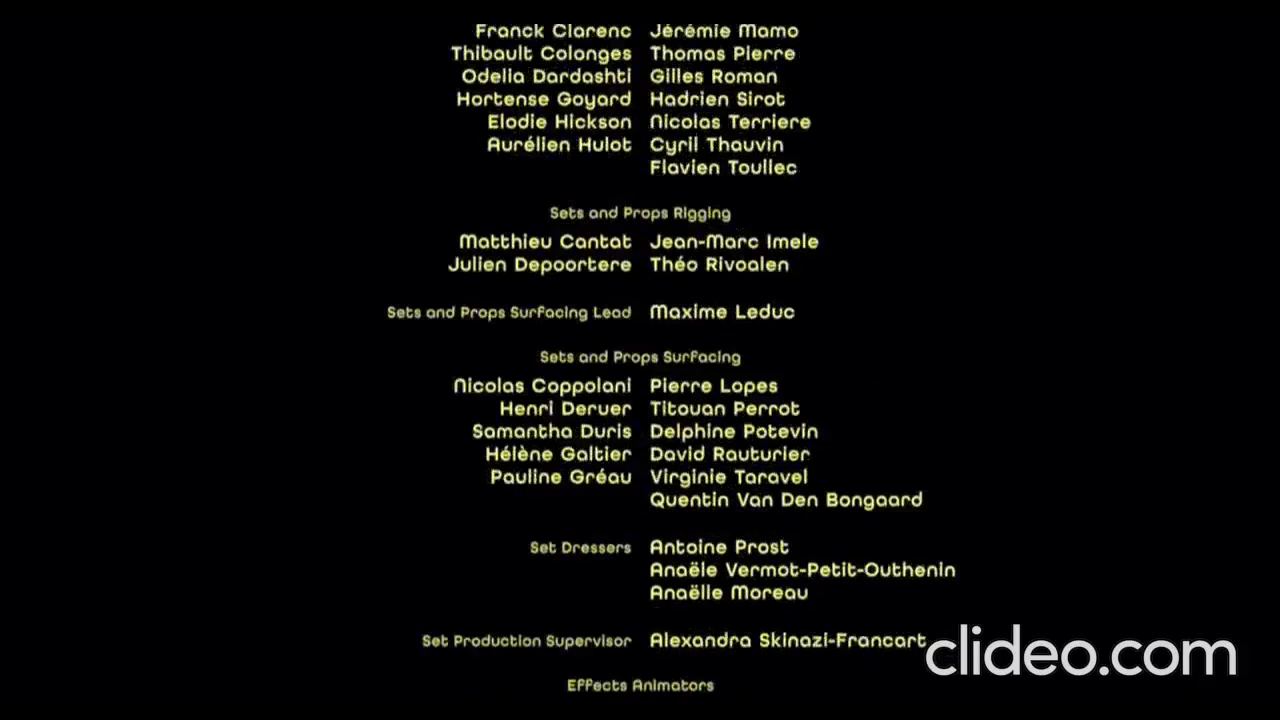 Franck Clarenc Jérémie Mamo
Thibault Colanges Thomas Pierre
Odelia Dardashti Gilles Roman
Hortense Goyard Hadrien Sirot
Elodie Hickson Nicolas Terriere
Aurélien Hulot Cyril Thauvin
Flavien Toullec
Sets and Props Rigging
Matthieu Cantat Jean-Marc Imele
Julien Depoortere Théo Rivoalen
Sets and Props Surfacing Lead Maxime Leduc
Sets and Props Surfacing
Nicolas Coppolani Pierre Lopes
Henri Deruer Titouan Perrot
Samantha Duris Delphine Potevin
Hélène Galtier David Rauturier
Pauline Gréau Virginie Taravel
Quentin Van Den Bongaard
Set Dressers Antoine Prost
Anaële Vermot-Petit-Outhenin
Anaëlle Moreau
Set Production Supervisor Alexandra Skinazi-Francart
clideo.com
Effects Animators